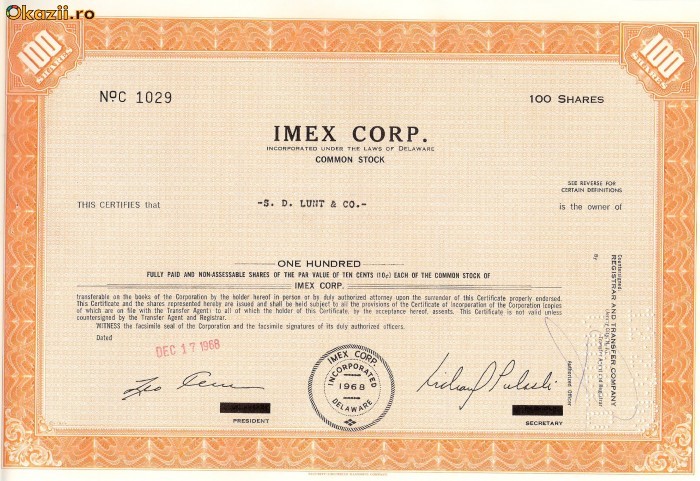 Okazii.ro
100
SHARES
100
SHARES
NoC 1029
100 SHARES
IMEX CORP.
INCORPORATED UNDER THE LAWS OF DELAWARE
COMMON STOCK
SEE REVERSE FOR
CERTAIN DEFINITIONS
THIS CERTIFIES that
-S. D. LUNT & CO.-
is the owner of
ONE HUNDRED
FULLY PAID AND NON-ASSESSABLE SHARES OF THE PAR VALUE OF TEN CENTS (10¢) EACH OF THE COMMON STOCK OF
IMEX CORP.
transferable on the books of the Corporation by the holder hereof in person or by duly authorized attorney upon the surrender of this Certificate properly endorsed.
This Certificate and the shares represented hereby are issued and shall be held subject to all the provisions of the Certificate of Incorporation of the Corporation (copies
of which are on file with the Transfer Agent) to all of which the holder of this Certificate, by the acceptance hereof, assents. This Certificate is not valid unless
countersigned by the Transfer Agent and Registrar.
WITNESS the facsimile seal of the Corporation and the facsimile signatures of its duly authorized officers.
Dated
DEC 17 1968
IMEX CORP.
INCORPORATED
1968
DELAWARE
PRESIDENT
Richard Pulaski
SECRETARY
Countersigned
REGISTRAR AND TRANSFER COMPANY
Transfer Agent and Registrar
By
Authorized Officer